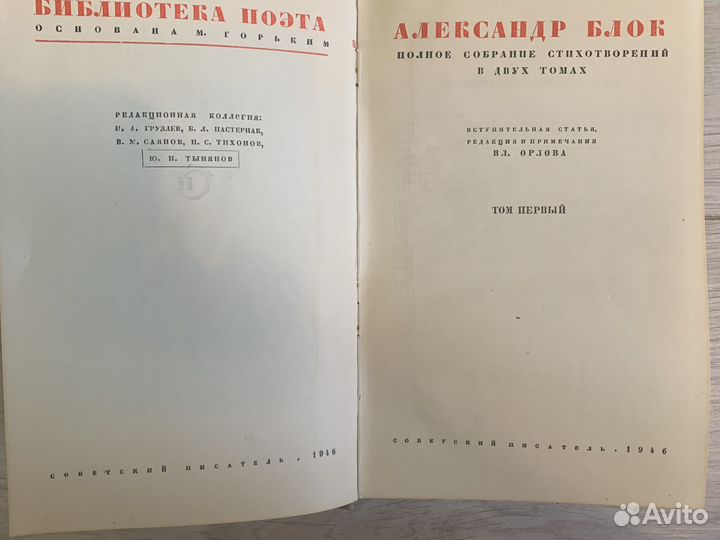 БИБЛИОТЕКА ПОЭТА
ОСНОВАНА М. ГОРЬКИМ
РЕДАКЦИОННАЯ КОЛЛЕГИЯ:
И. А. ГРУЗДЕВ, Б. Л. ПАСТЕРНАК,
В. М. САЯНОВ, Н. С. ТИХОНОВ,
Ю. Н. ТЫНЯНОВ
СОВЕТСКИЙ ПИСАТЕЛЬ . 1946
АЛЕКСАНДР БЛОК
ПОЛНОЕ СОБРАНИЕ СТИХОТВОРЕНИЙ
В ДВУХ ТОМАХ
ВСТУПИТЕЛЬНАЯ СТАТЬЯ,
РЕДАКЦИЯ И ПРИМЕЧАНИЯ
ВЛ. ОРЛОВА
ТОМ ПЕРВЫЙ
СОВЕТСКИЙ ПИСАТЕЛЬ . 1946
Avito